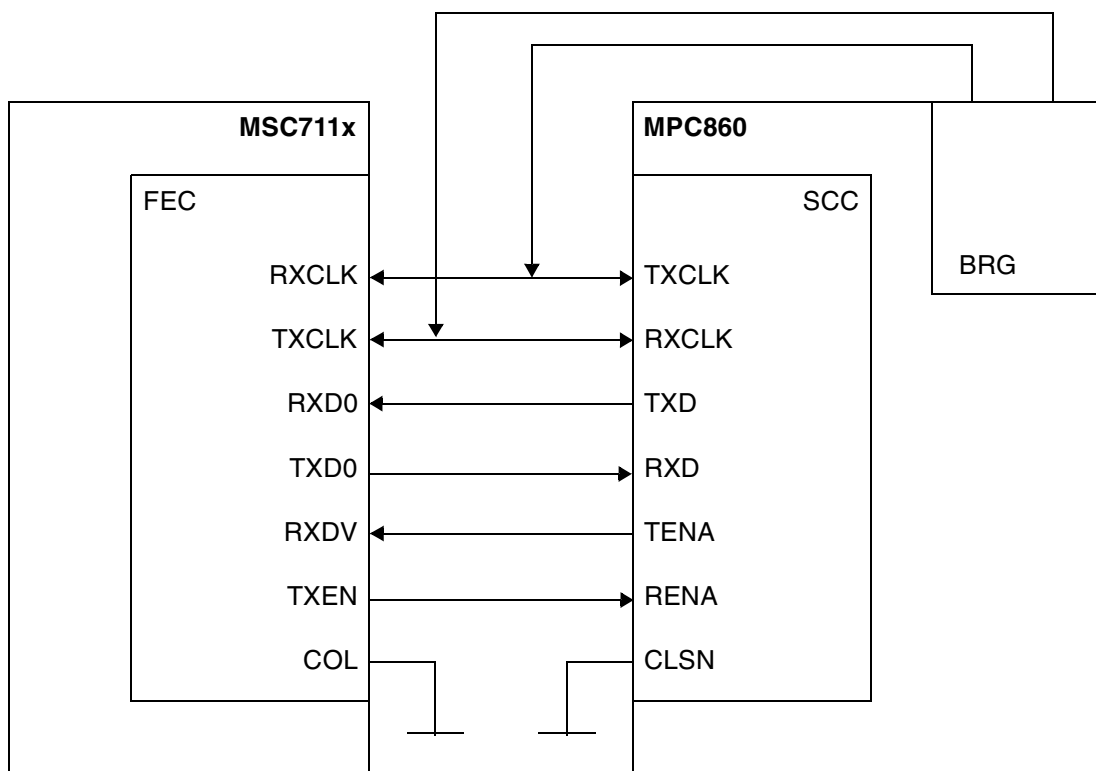 MSC711x
MPC860
FEC
SCC
BRG
RXCLK
TXCLK
TXCLK
RXCLK
RXD0
TXD
TXD0
RXD
RXDV
TENA
TXEN
RENA
COL
CLSN